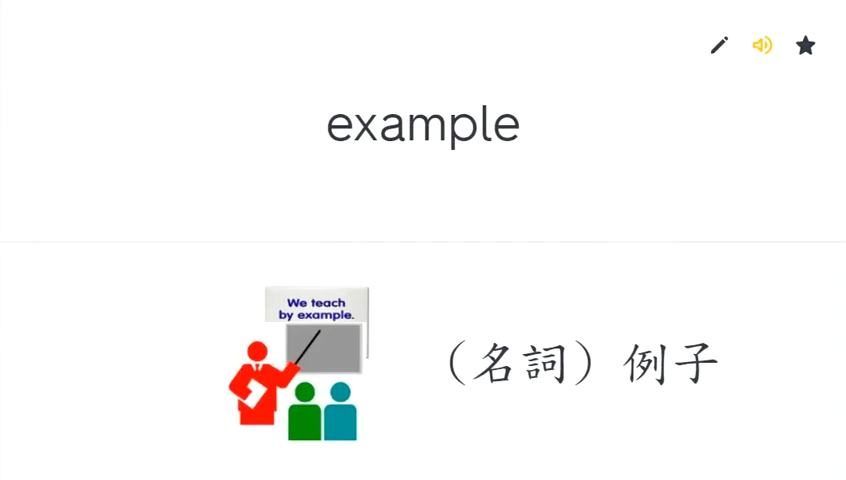 example
We teach
by example.
（名詞）例子